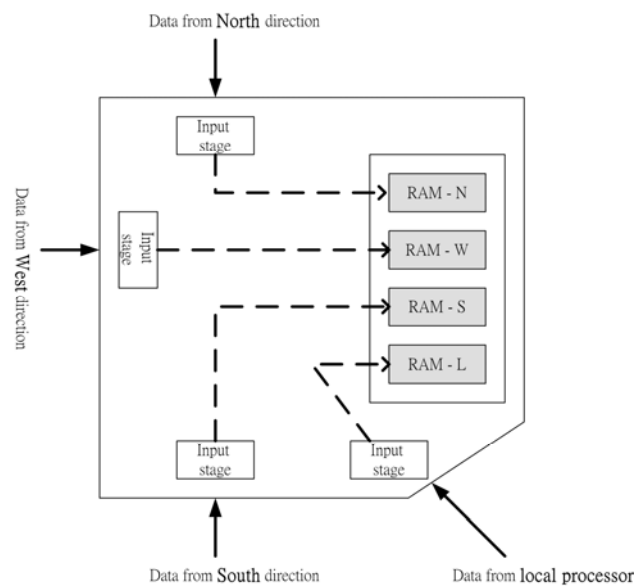 Data from North direction
Input
stage
RAM - N
Data from West direction
Input
stage
RAM - W
RAM - S
RAM - L
Input
stage
Input
stage
Data from South direction
Data from local processor